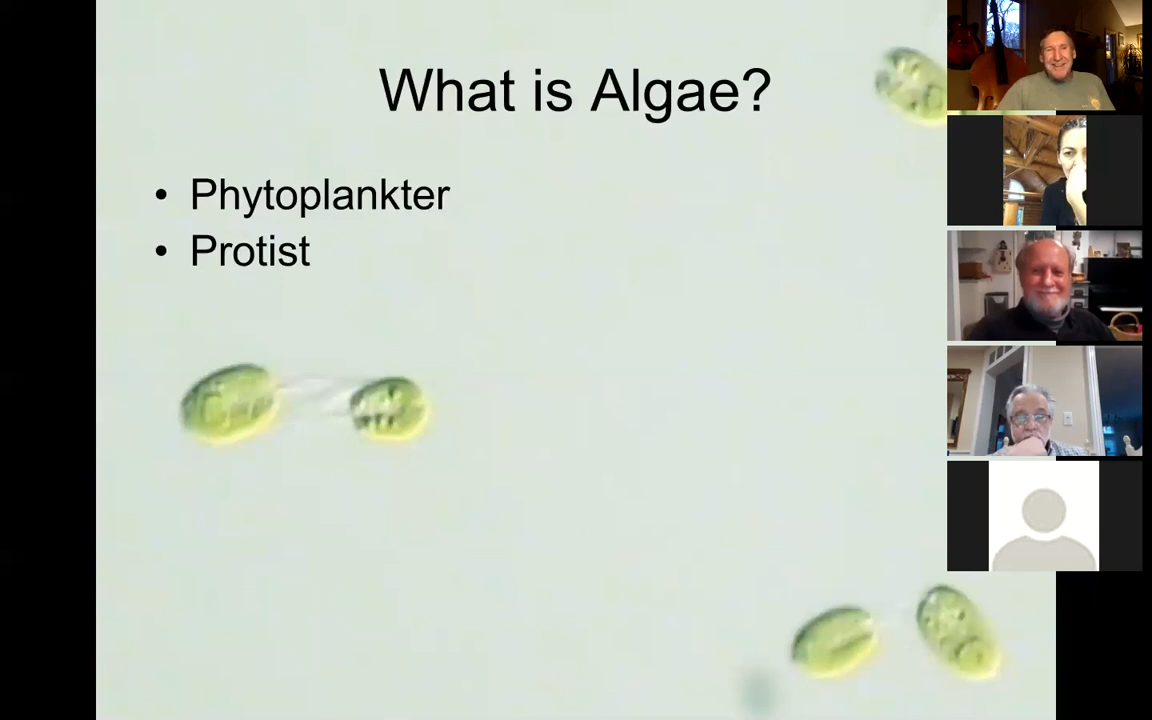 What is Algae?
• Phytoplankter
• Protist